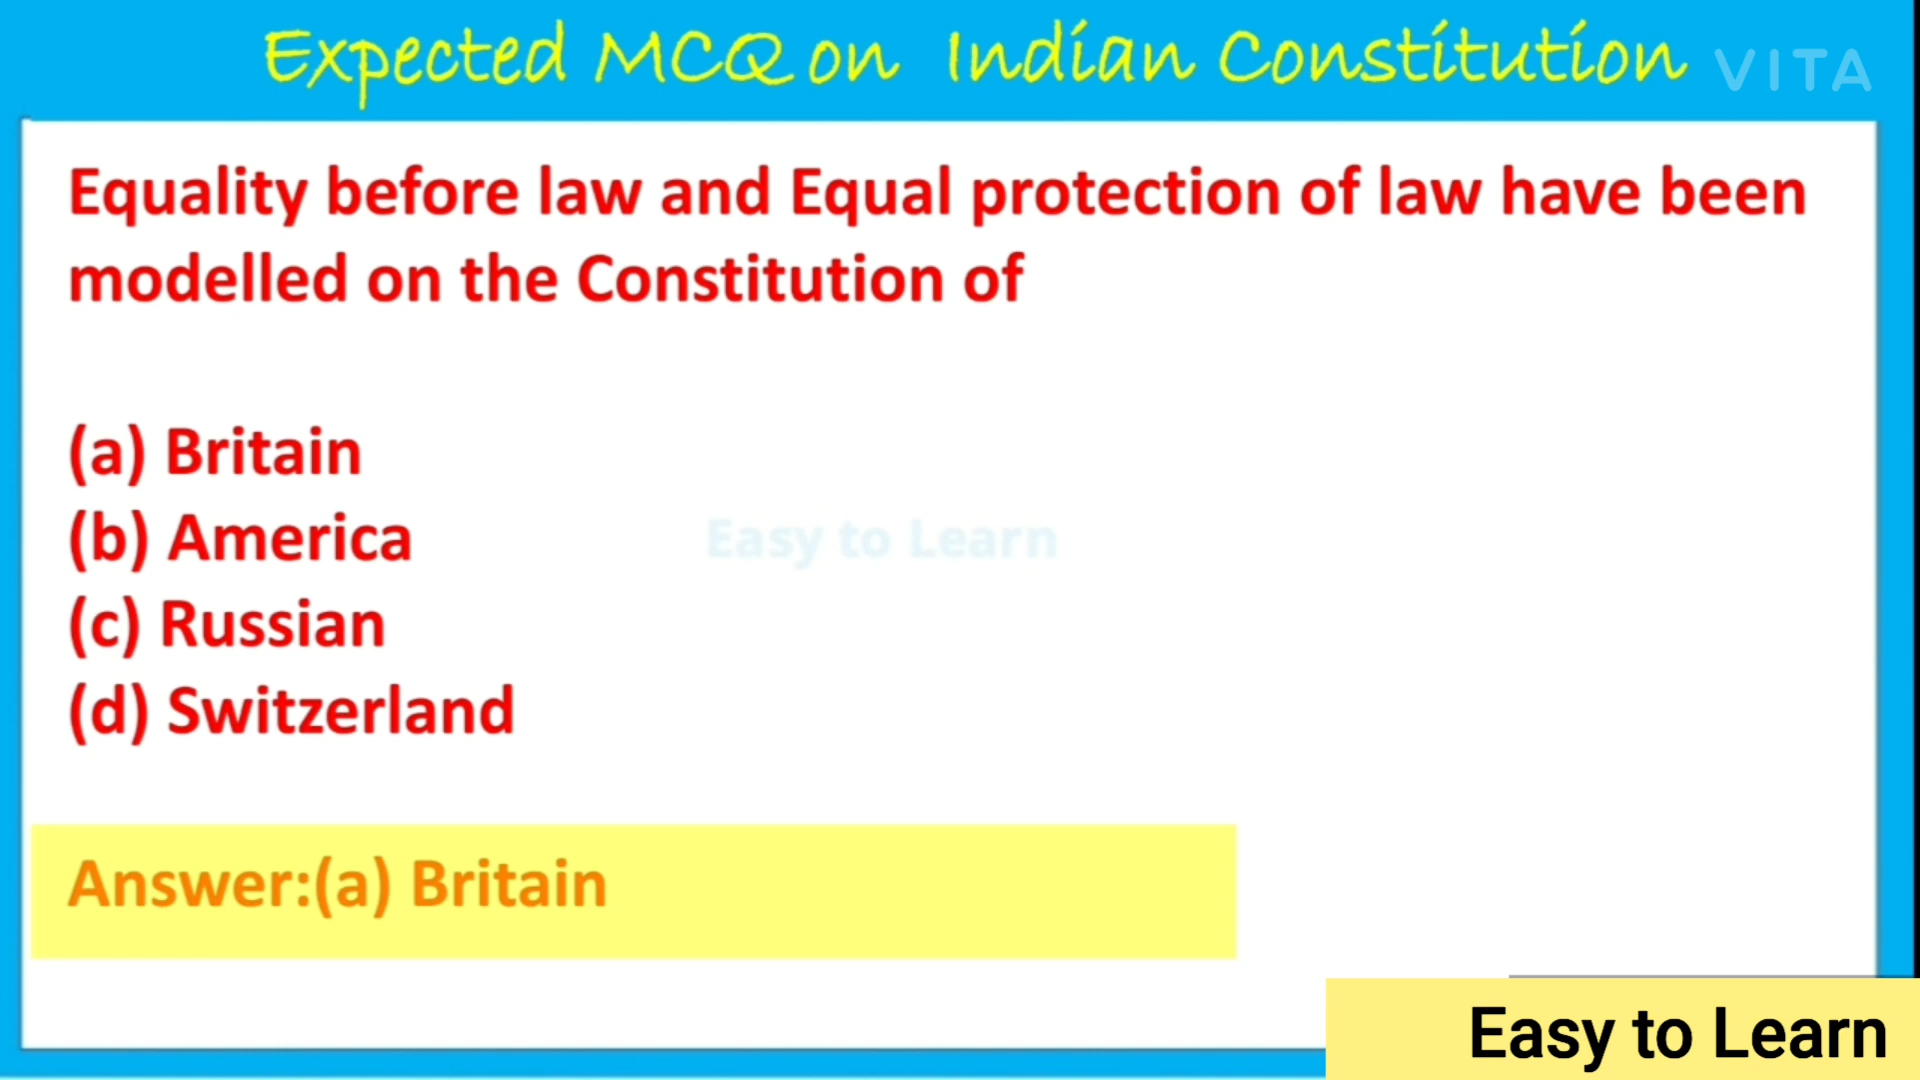 Expected MCQ on Indian Constitution
VITA
Equality before law and Equal protection of law have been
modelled on the Constitution of
(a) Britain
(b) America
(c) Russian
(d) Switzerland
Easy to Learn
Answer:(a) Britain
Easy to Learn